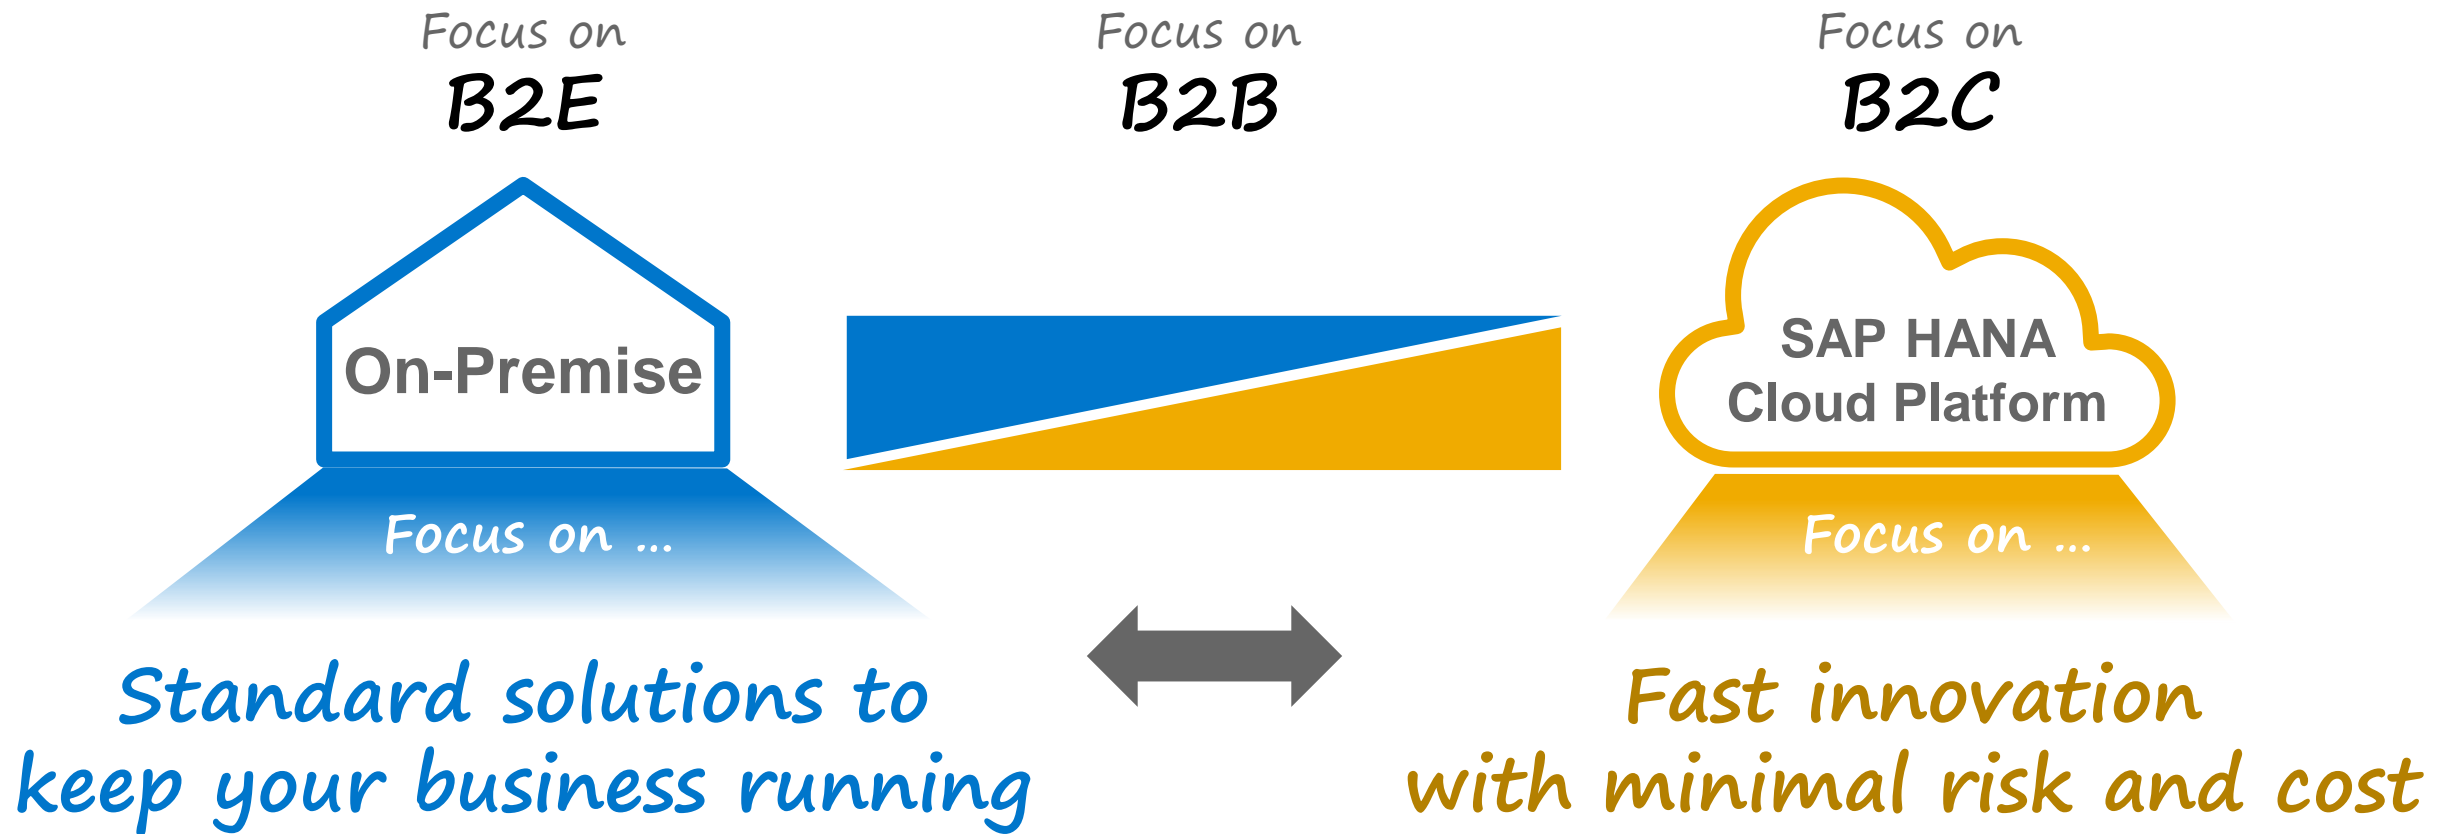 Focus on
B2E
Focus on
B2B
Focus on
B2C
On-Premise
SAP HANA
Cloud Platform
Focus on ...
Focus on ...
Standard solutions to
keep your business running
Fast innovation
with minimal risk and cost